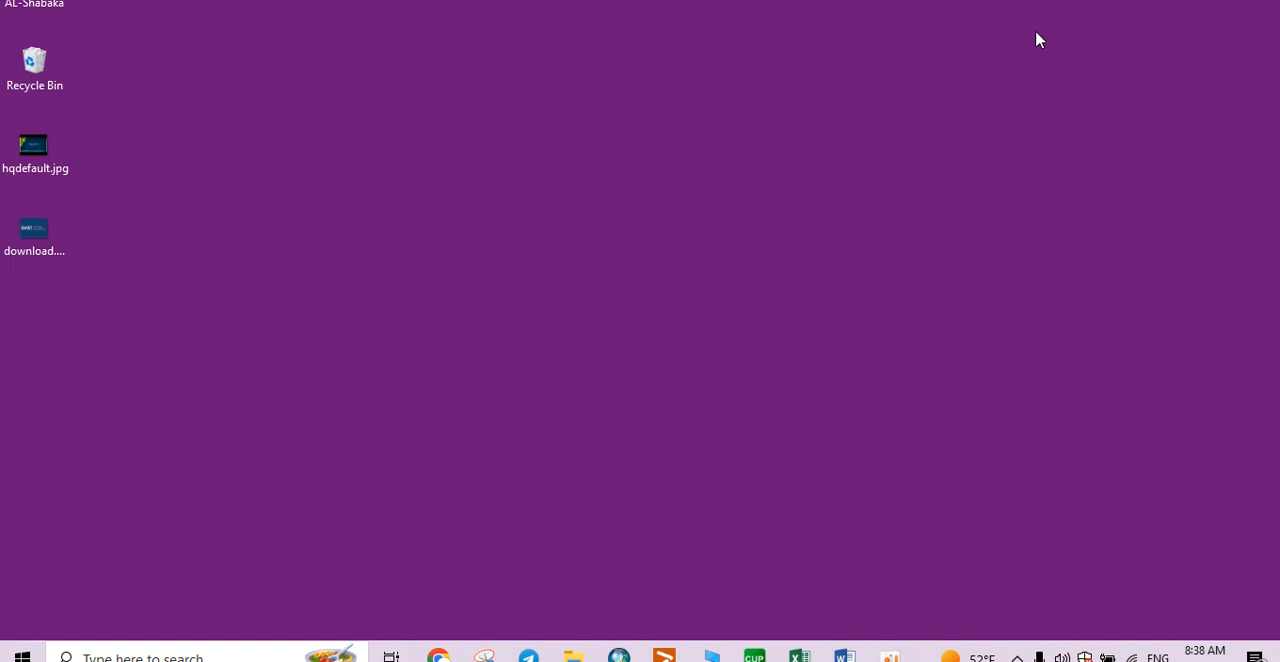 AL-Shabaka
Recycle Bin
hqdefault.jpg
download....
Type here to search
CUP
52°F
ENG
8:38 AM